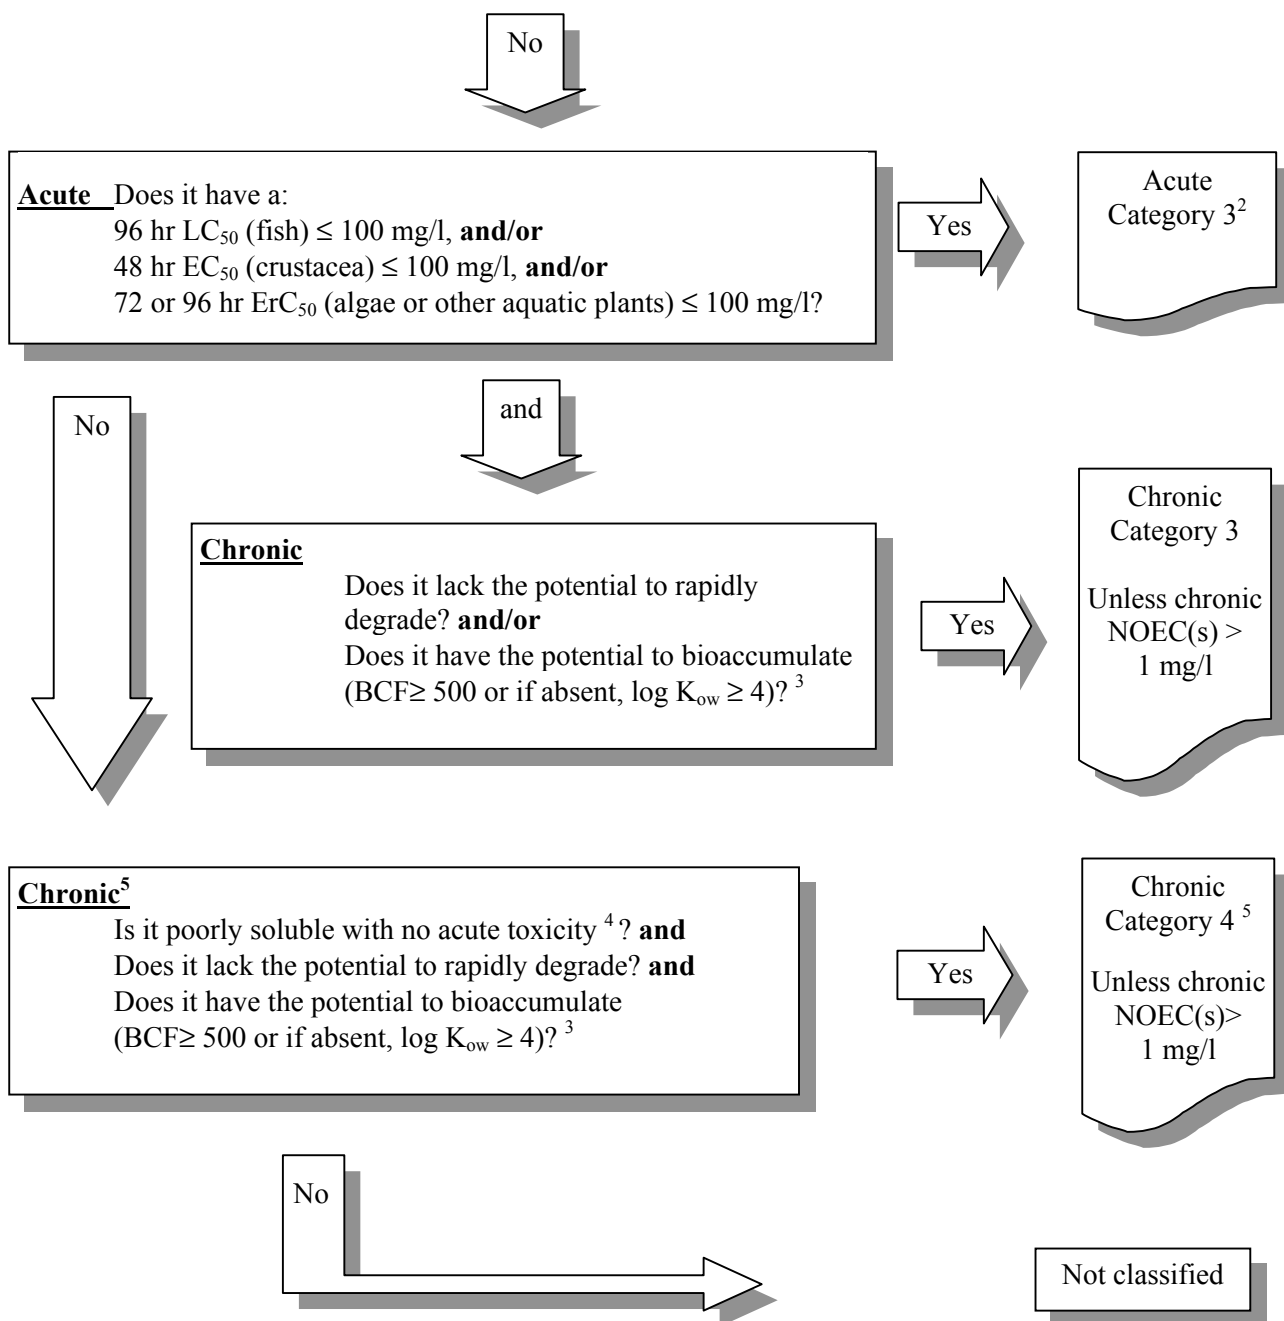 No
Acute Does it have a:
96 hr LC₅₀ (fish) ≤ 100 mg/l, and/or
48 hr EC₅₀ (crustacea) ≤ 100 mg/l, and/or
72 or 96 hr ErC₅₀ (algae or other aquatic plants) ≤ 100 mg/l?
Yes
Acute
Category 3²
No
and
Chronic
Does it lack the potential to rapidly
degrade? and/or
Does it have the potential to bioaccumulate
(BCF≥ 500 or if absent, log Kₒw ≥ 4)? ³
Yes
Chronic
Category 3
Unless chronic
NOEC(s) >
1 mg/l
Chronic⁵
Is it poorly soluble with no acute toxicity ⁴ ? and
Does it lack the potential to rapidly degrade? and
Does it have the potential to bioaccumulate
(BCF≥ 500 or if absent, log Kₒw ≥ 4)? ³
Yes
Chronic
Category 4 ⁵
Unless chronic
NOEC(s)>
1 mg/l
No
Not classified